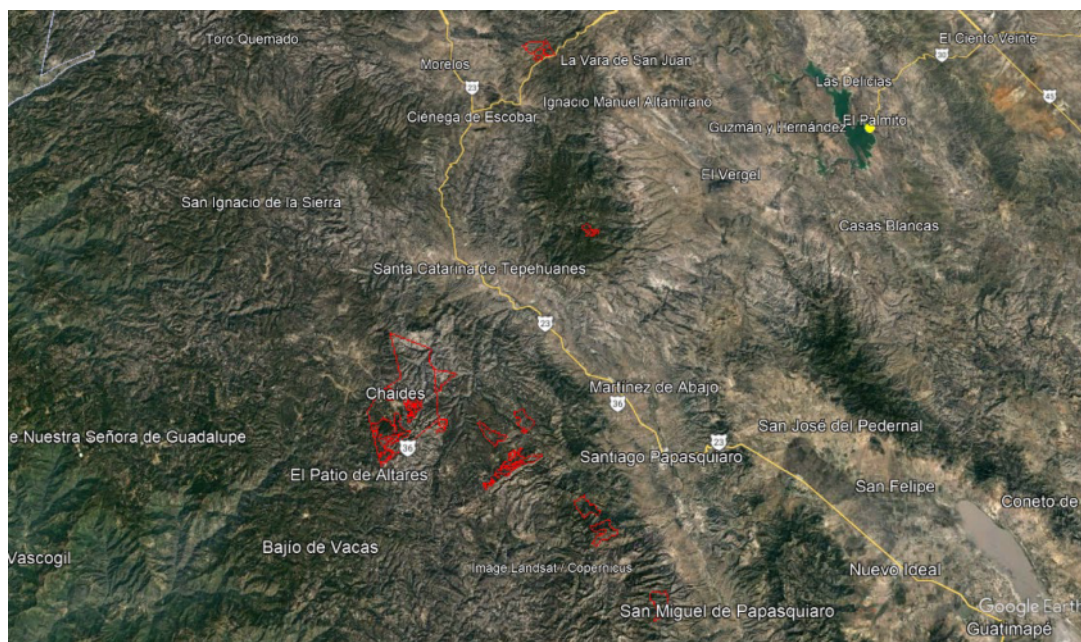 Toro Quemado
El Ciento Veinte
Morelos
La Vara de San Juan
30
23
Las Delicias
45
Ignacio Manuel Altamirano
Ciénega de Escobar
Guzmán y Hernández
El Palmito
El Vergel
San Ignacio de la Sierra
Casas Blancas
Santa Catarina de Tepehuanes
23
Martínez de Abajo
Chaides
36
San José del Pedernal
e Nuestra Señora de Guadalupe
36
23
Santiago Papasquiaro
El Patio de Altares
San Felipe
Coneto de
Bajío de Vacas
Vascogil
Image Landsat / Copernicus
Nuevo Ideal
San Miguel de Papasquiaro
Google Earth
Guatimapé